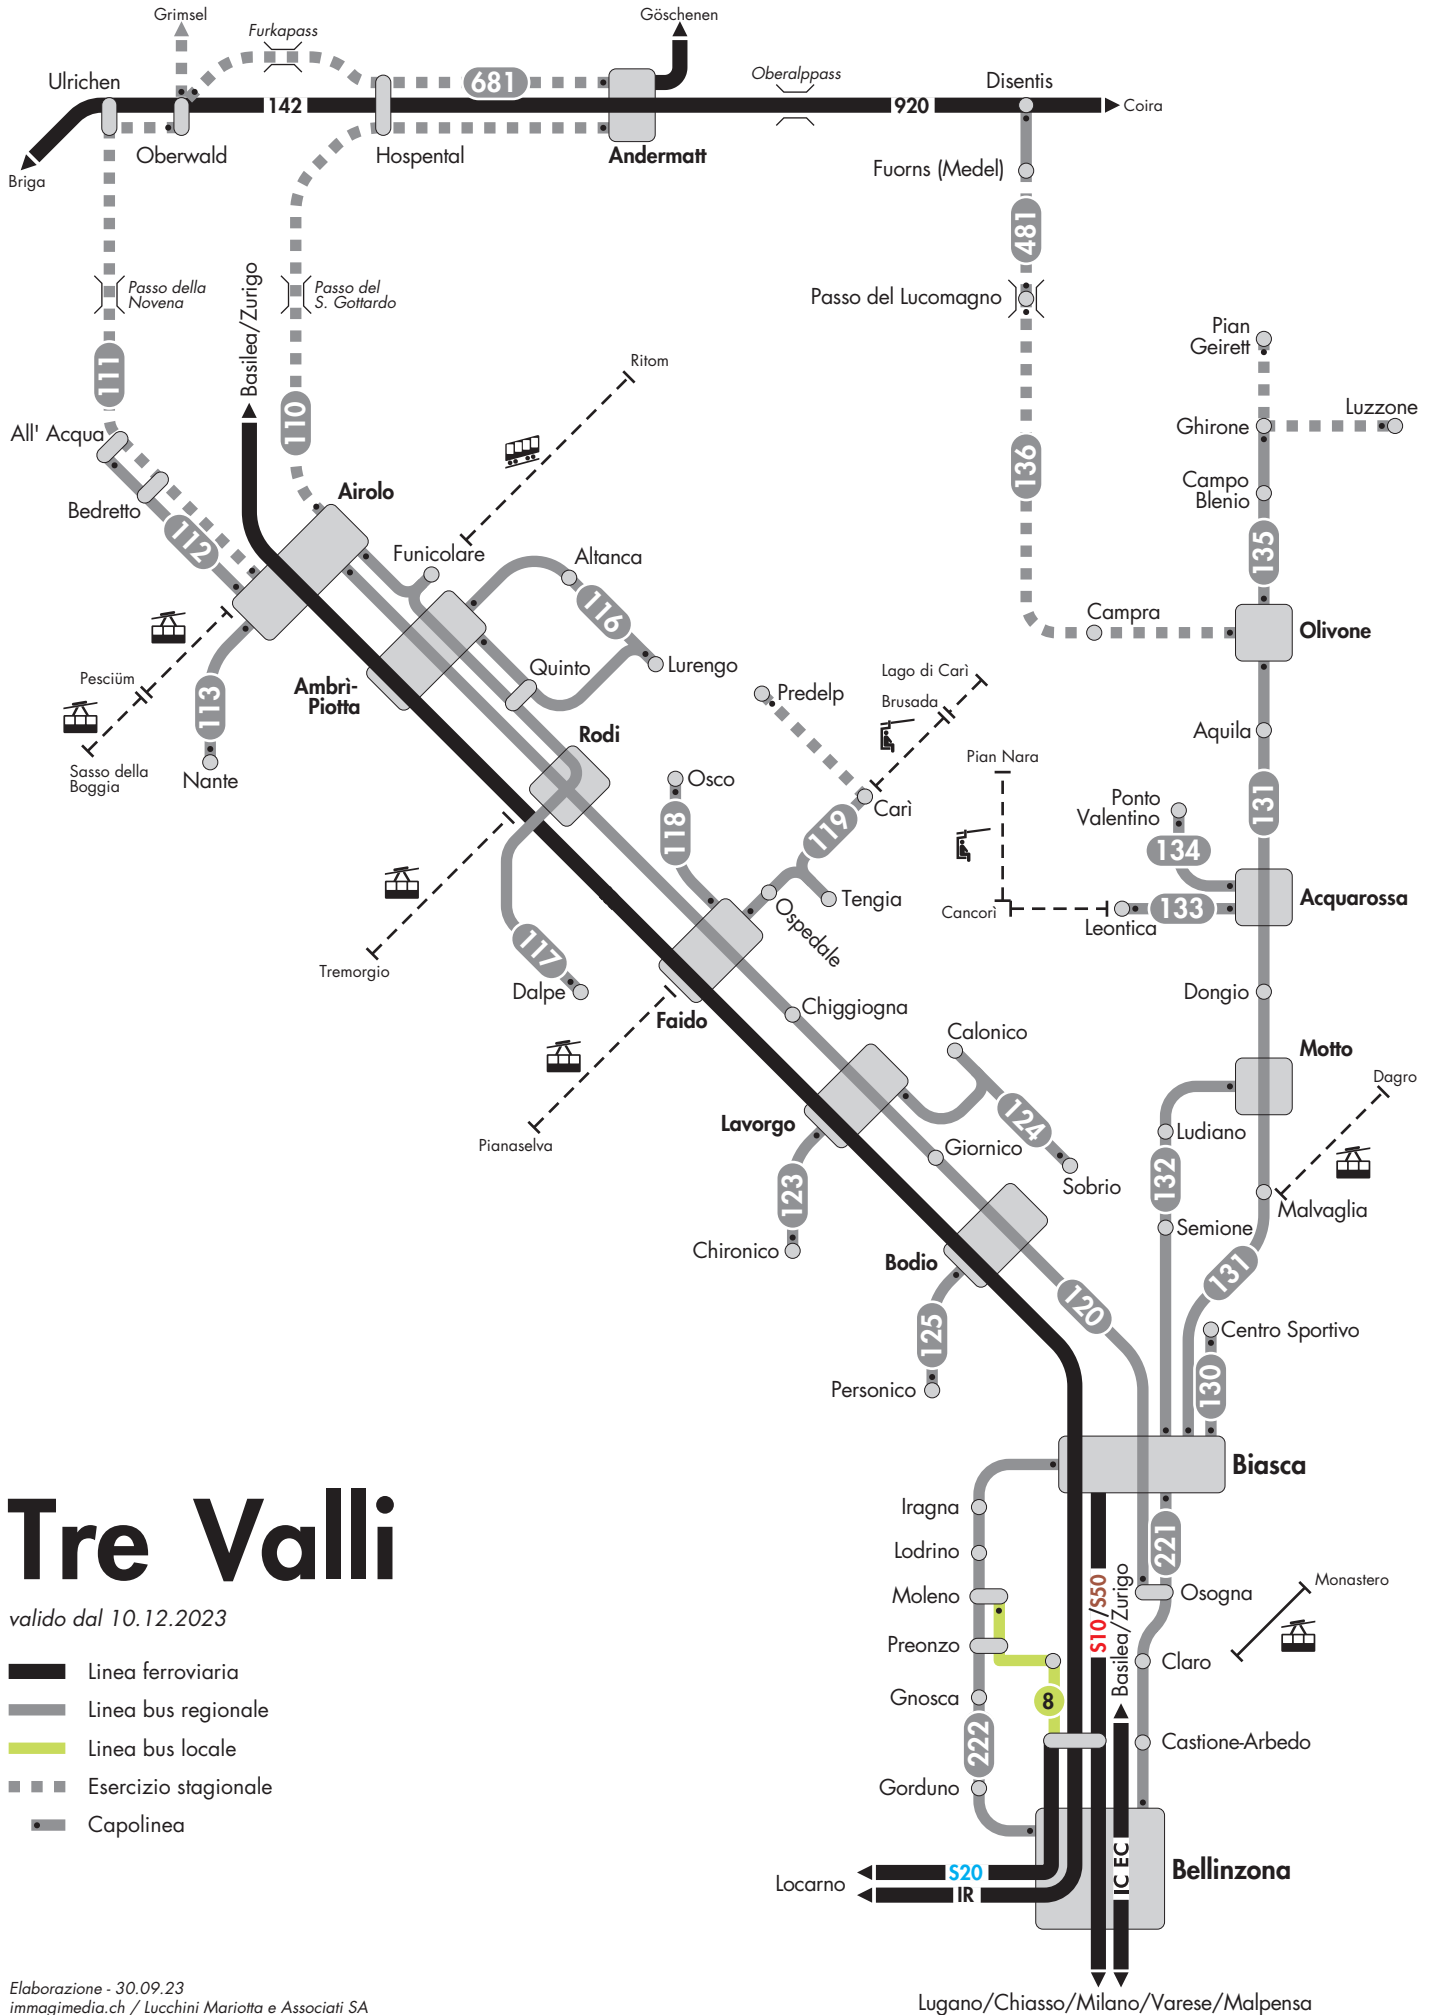 Grimsel
Furkapass
Göschenen
Ulrichen
681
Oberalppass
Disentis
142
920
Coira
Oberwald
Hospental
Andermatt
Briga
Fuorns (Medel)
481
Passo della
Novena
Basilea/Zurigo
Passo del
S. Gottardo
Passo del Lucomagno
Pian
Geirett
111
Ritom
110
Luzzone
All' Acqua
Ghirone
136
Campo
Blenio
Airolo
Bedretto
112
Funicolare
Altanca
135
116
Campra
Olivone
Quinto
Lurengo
Pesciüm
Ambrì-
Piotta
113
Lago di Carì
Predelp
Brusada
Rodi
Aquila
Sasso della
Boggia
Nante
Osco
Pian Nara
Carì
Ponto
Valentino
131
118
119
134
Tengia
Acquarossa
Cancorì
133
Leontica
Ospedale
117
Tremorgio
Dalpe
Dongio
Chiggiogna
Faido
Calonico
Motto
Dagro
Lavorgo
124
Ludiano
Pianaselva
Giornico
132
Sobrio
123
Malvaglia
Semione
Chironico
Bodio
131
120
125
Centro Sportivo
130
Personico
Biasca
Tre Valli
Iragna
221
Lodrino
S10/S50
Basilea/Zurigo
Monastero
Moleno
Osogna
valido dal 10.12.2023
Preonzo
Claro
Linea ferroviaria
Gnosca
8
Linea bus regionale
222
Castione-Arbedo
Linea bus locale
Esercizio stagionale
Gorduno
Capolinea
IC EC
Bellinzona
S20
Locarno
IR
Elaborazione - 30.09.23
immagimedia.ch / Lucchini Mariotta e Associati SA
Lugano/Chiasso/Milano/Varese/Malpensa